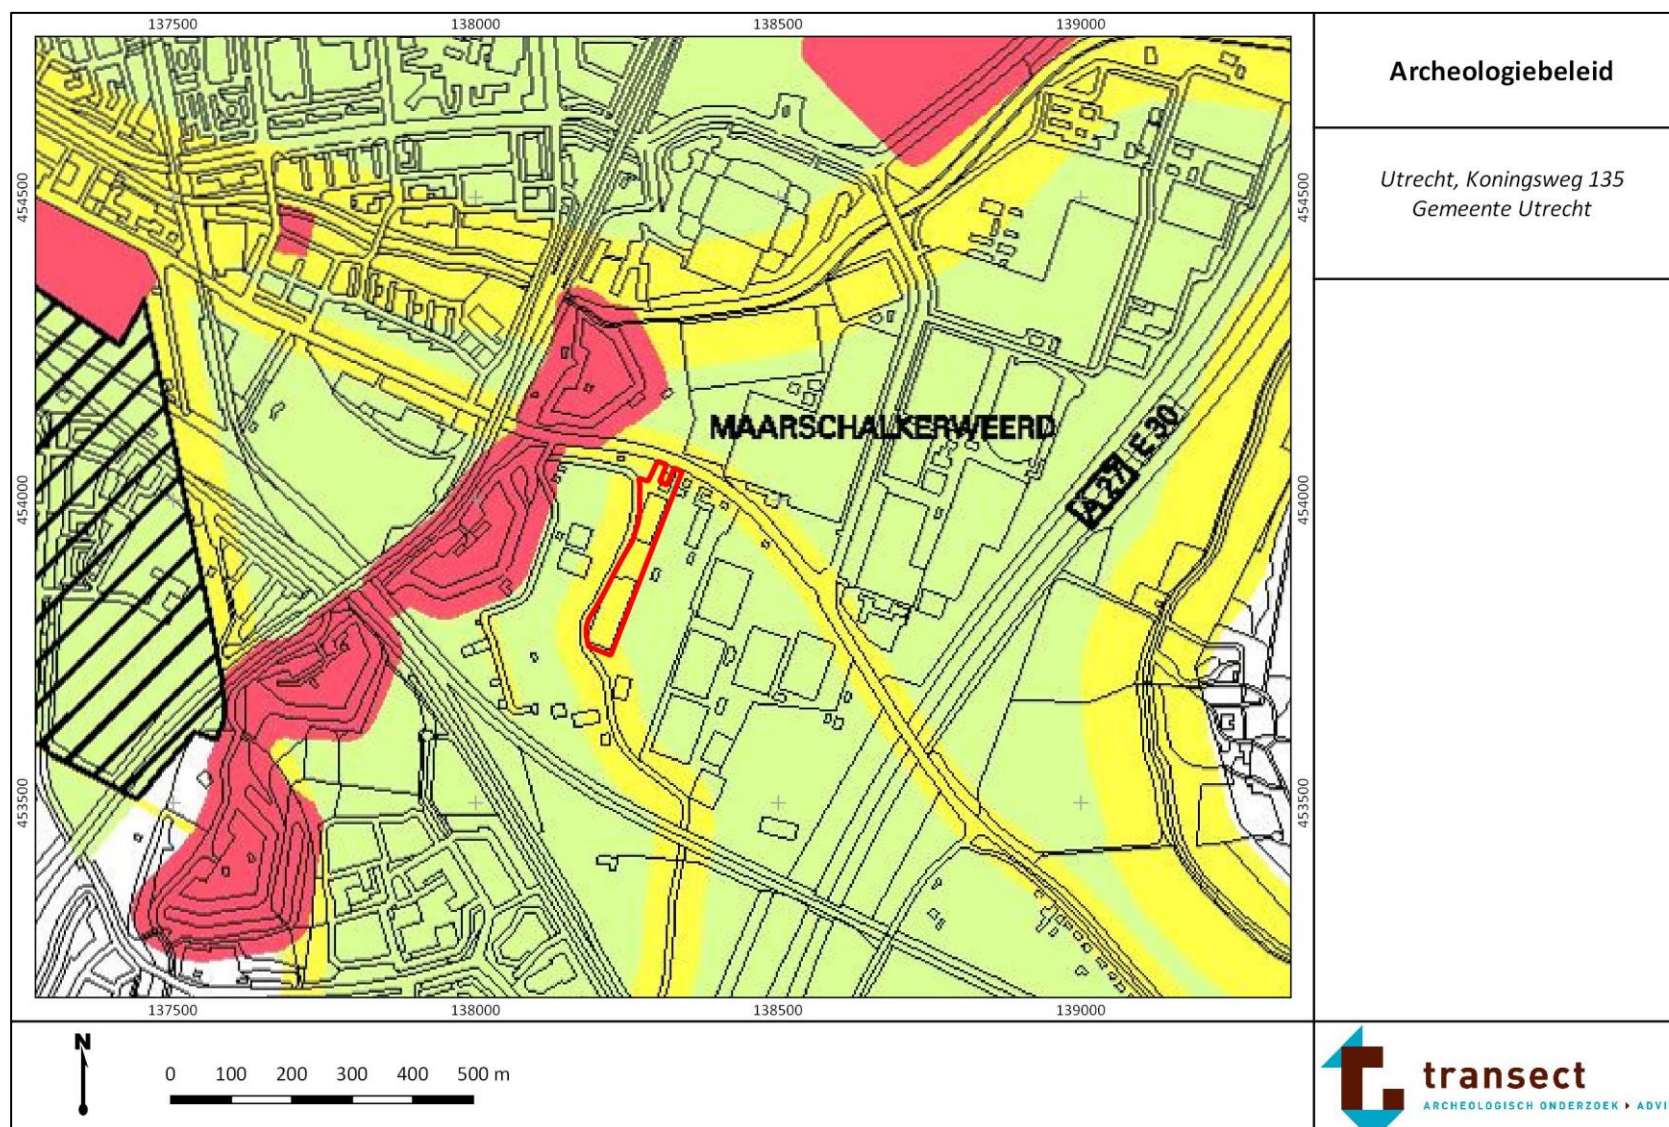 137500 138000 138500 139000
Archeologiebeleid
Utrecht, Koningsweg 135
Gemeente Utrecht
454500 454500
MAARSCHALKERWEERD
A 27 E 30
454000 454000
453500 453500
137500 138000 138500 139000
N
0 100 200 300 400 500 m
transect
ARCHEOLOGISCH ONDERZOEK ▸ ADVI